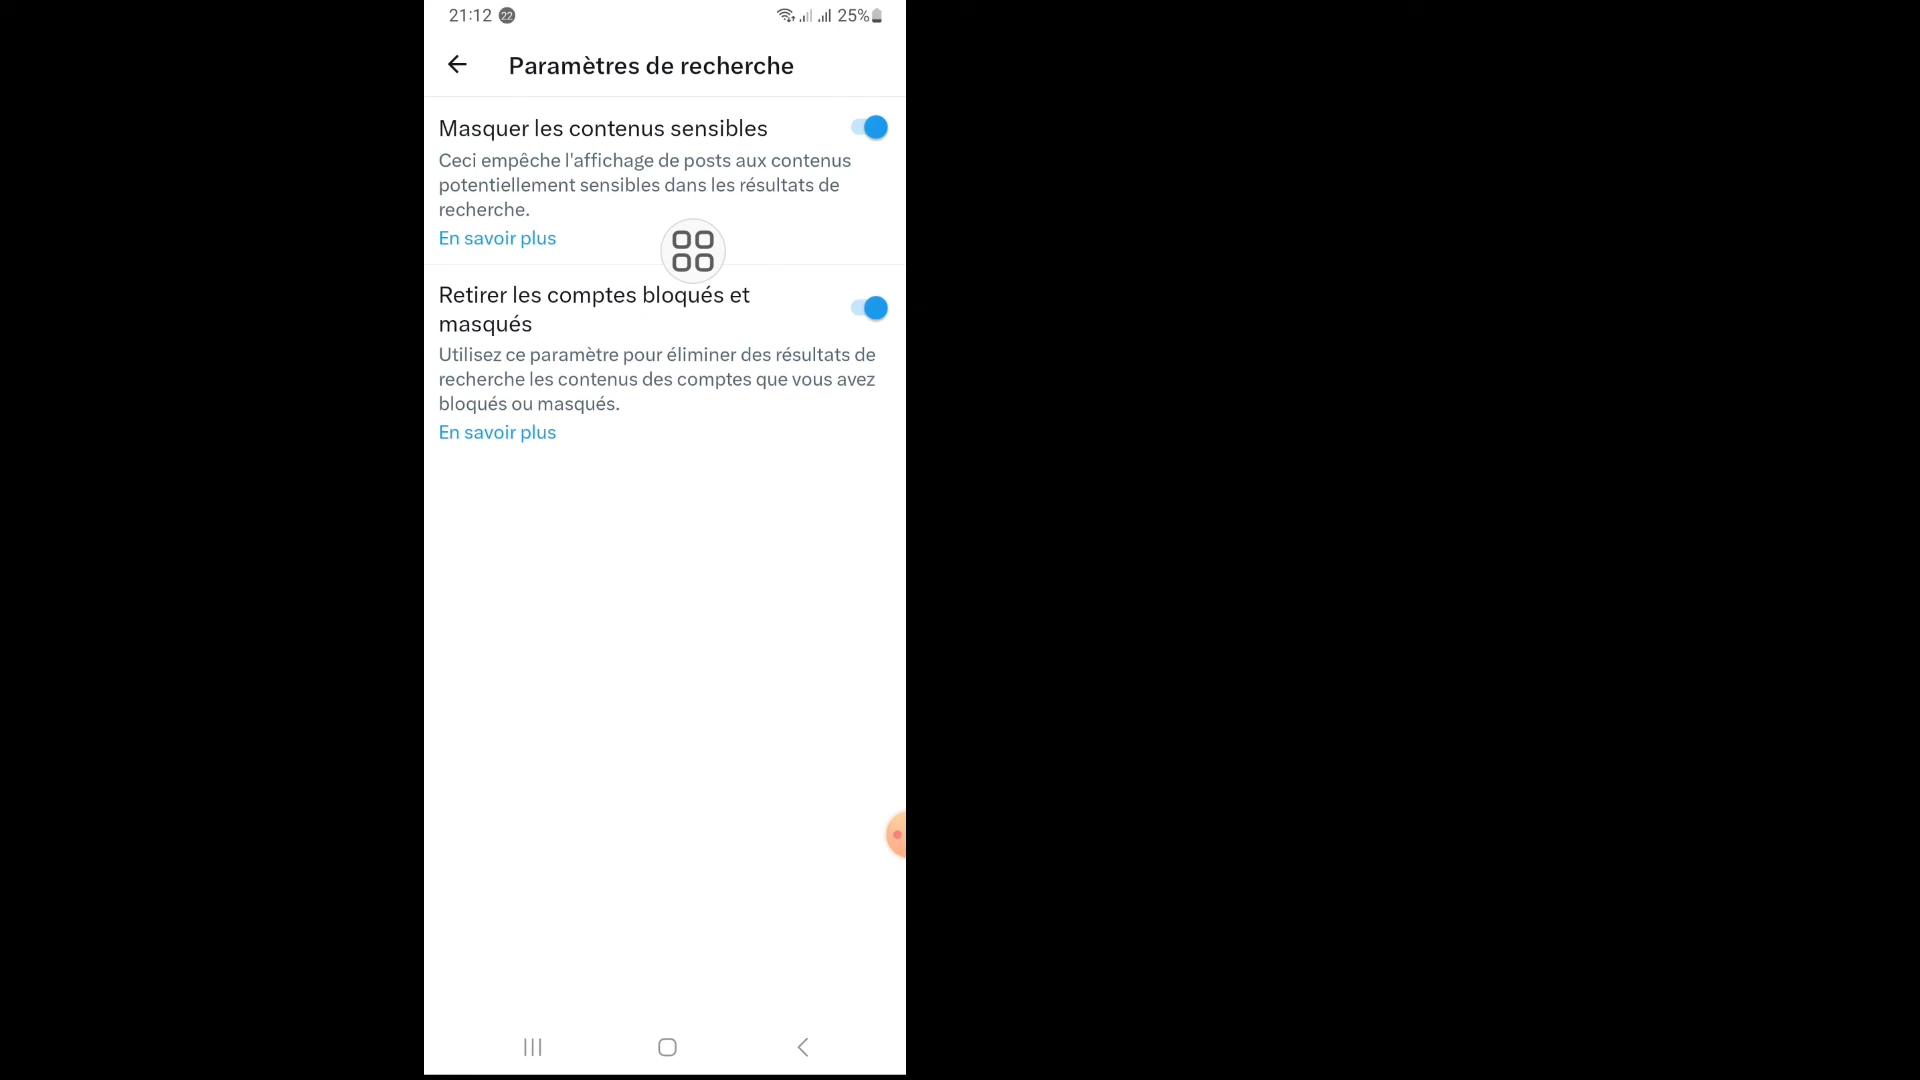 21:12 22 25%
Paramètres de recherche
Masquer les contenus sensibles
Ceci empêche l'affichage de posts aux contenus
potentiellement sensibles dans les résultats de
recherche.
En savoir plus
Retirer les comptes bloqués et
masqués
Utilisez ce paramètre pour éliminer des résultats de
recherche les contenus des comptes que vous avez
bloqués ou masqués.
En savoir plus